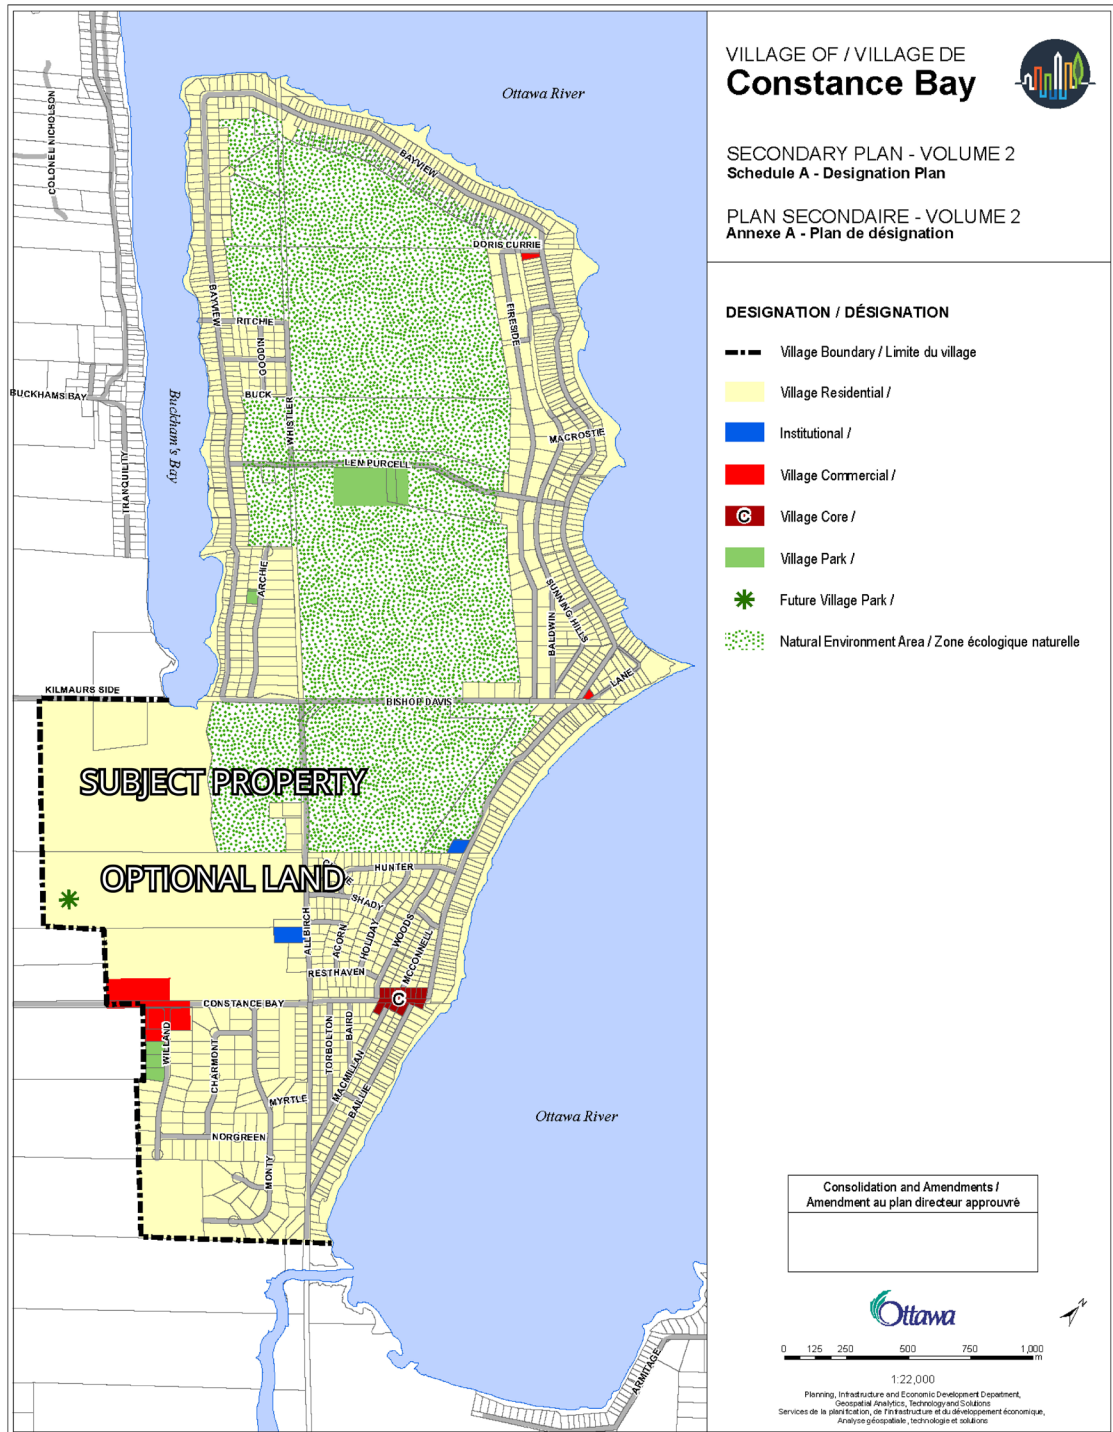 VILLAGE OF / VILLAGE DE
Constance Bay
SECONDARY PLAN - VOLUME 2
Schedule A - Designation Plan
PLAN SECONDAIRE - VOLUME 2
Annexe A - Plan de désignation
DESIGNATION / DÉSIGNATION
Village Boundary / Limite du village
Village Residential /
Institutional /
Village Commercial /
C
Village Core /
Village Park /
Future Village Park /
Natural Environment Area / Zone écologique naturelle
Consolidation and Amendments /
Amendment au plan directeur approuvé
Ottawa
N
0 125 250 500 750 1,000
m
1:22,000
Planning, Infrastructure and Economic Development Department,
Geospatial Analytics, Technology and Solutions
Services de la planification, de l'infrastructure et du développement économique,
Analyse géospatiale, technologie et solutions
Ottawa River
COLONEL NICHOLSON
BAYVIEW
DORIS CURRIE
BAYVIEW
RITCHIE
FIRESIDE
GOODIN
BUCKHAMS BAY
BUCK
Buckham's Bay
WHISTLER
MACROSTIE
TRANQUILITY
LEN PURCELL
ARCHIE
SUNNING HILLS
BALDWIN
LANE
KILMAURS SIDE
BISHOP DAVIS
SUBJECT PROPERTY
OPTIONAL LAND
HUNTER
SHADY
ALLBIRCH
ACORN
HOLIDAY
WOODS
MCCONNELL
RESTHAVEN
C
CONSTANCE BAY
WILLAND
CHARMONT
TORBOLTON
BAIRD
MACMILLAN
BAILLIE
MYRTLE
NORGREEN
MONTY
Ottawa River
ARMITAGE